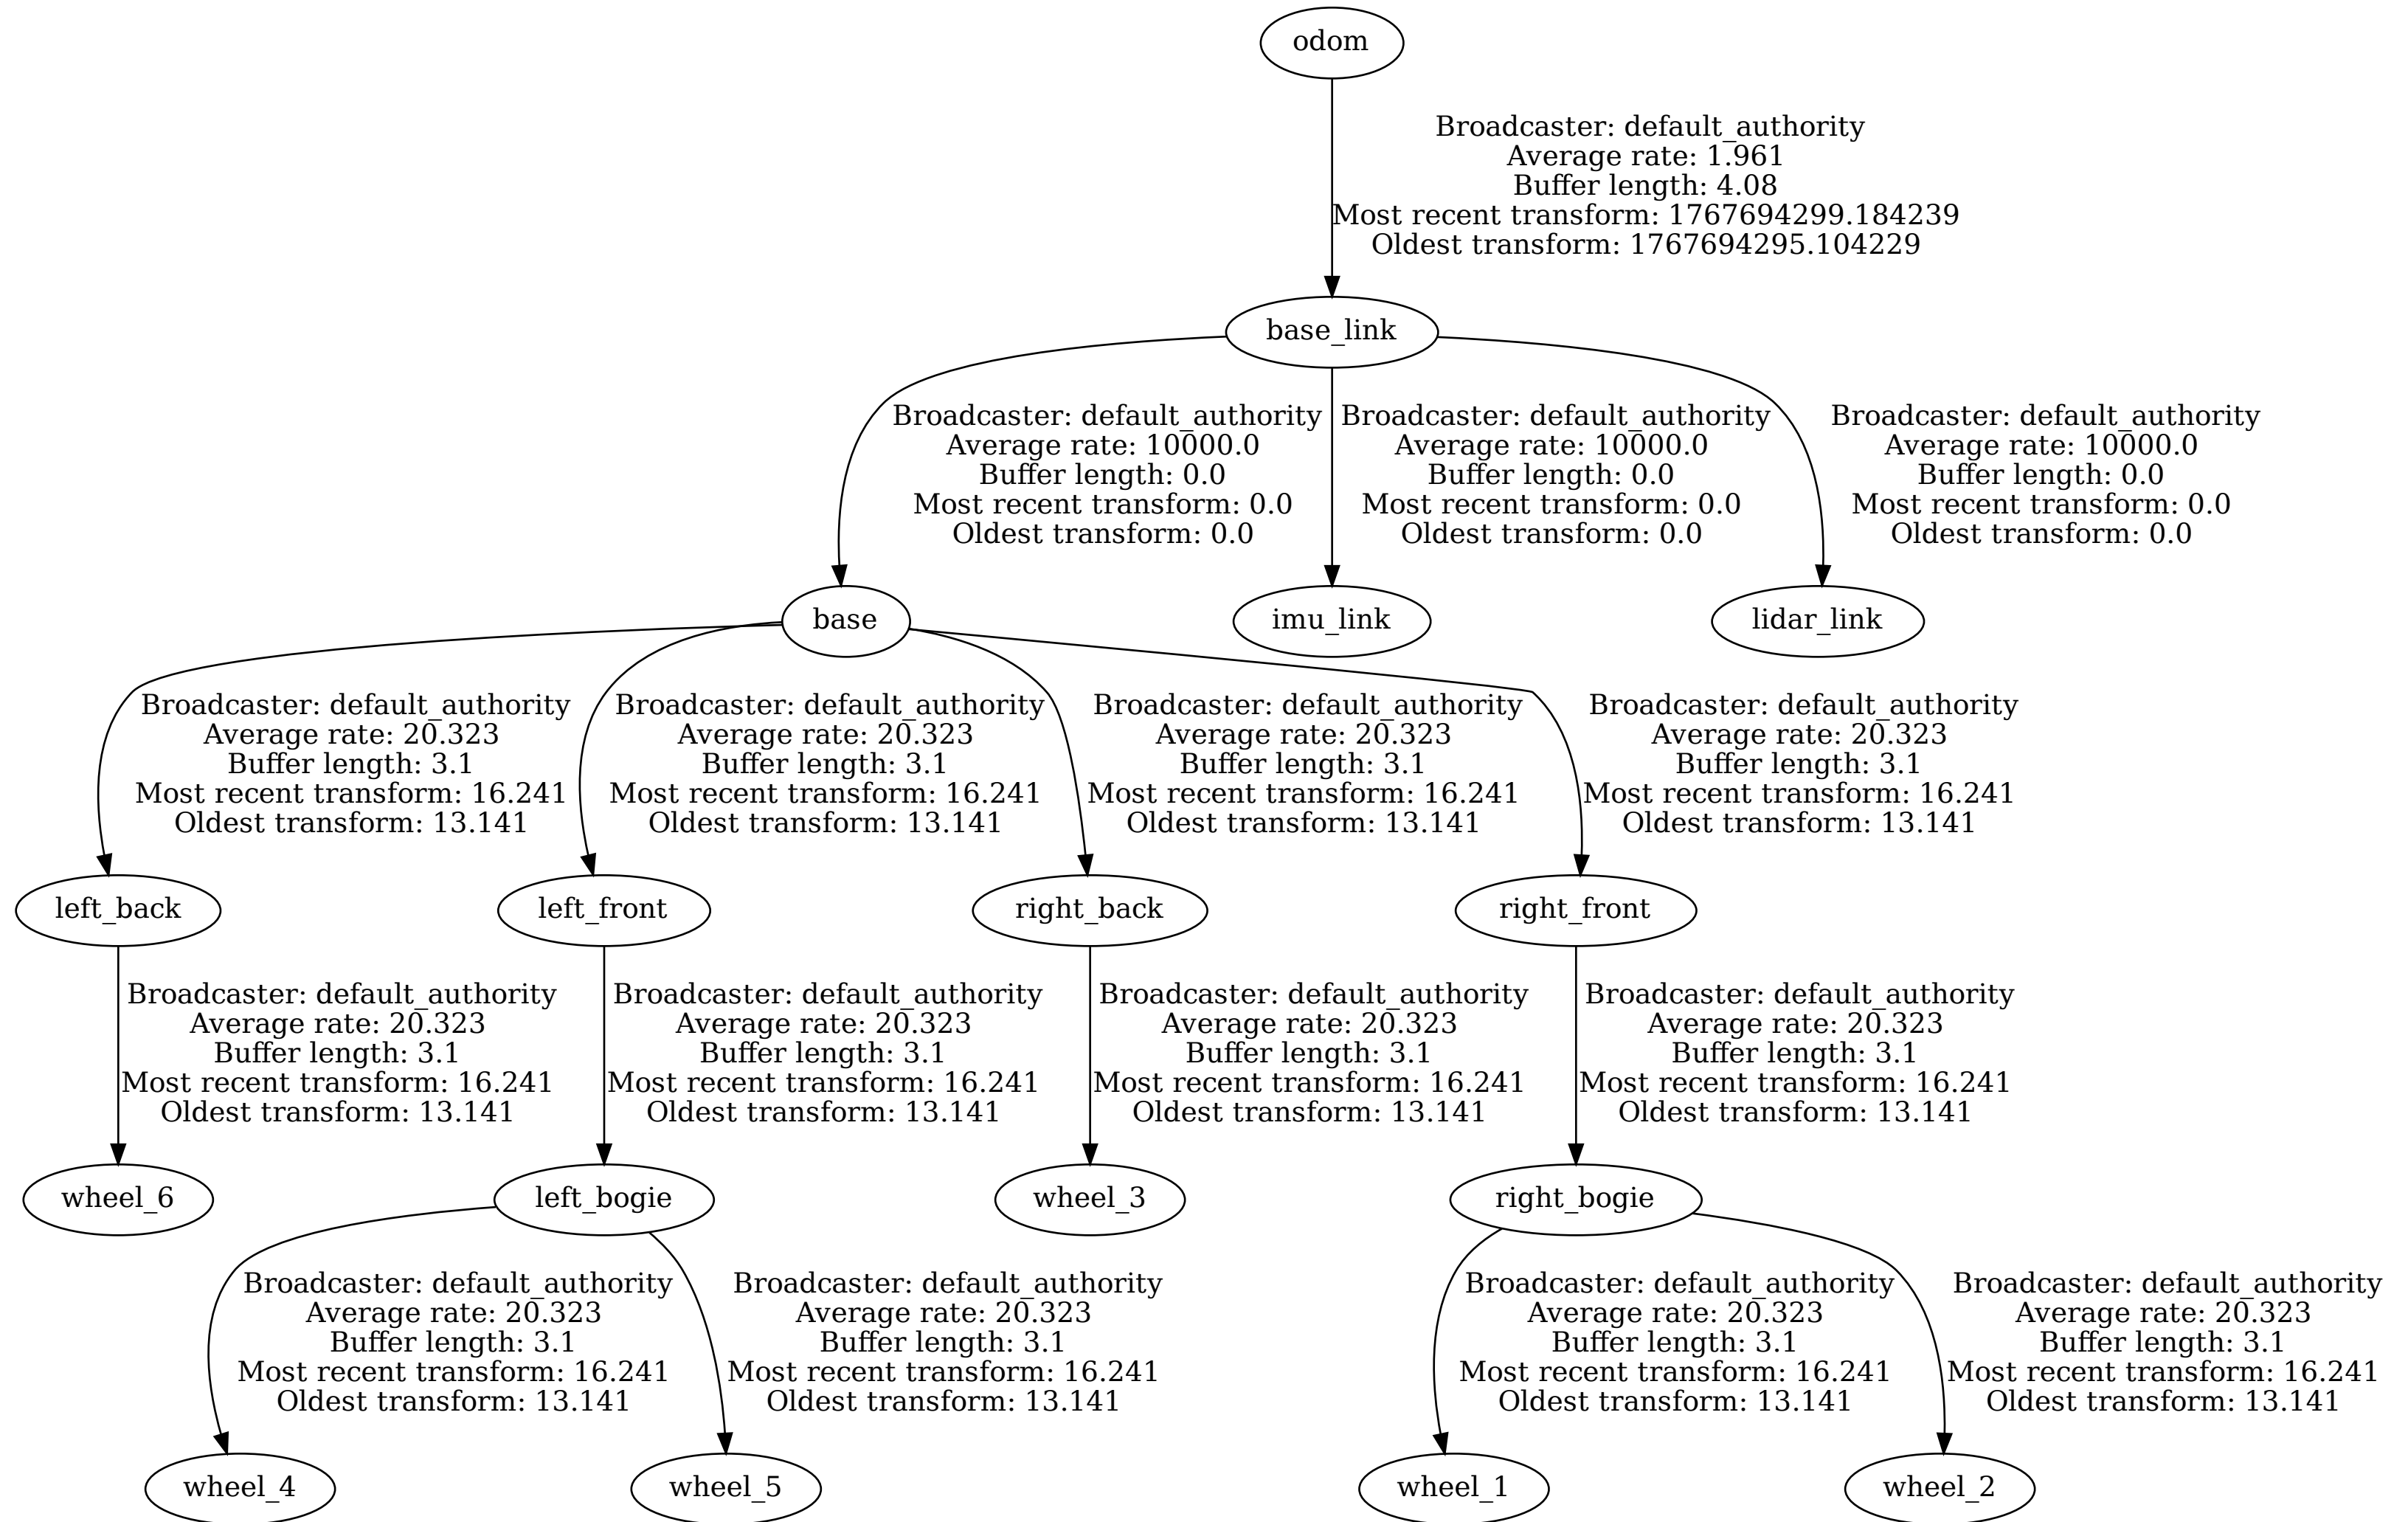 odom
Broadcaster: default_authority
Average rate: 1.961
Buffer length: 4.08
Most recent transform: 1767694299.184239
Oldest transform: 1767694295.104229
base_link
Broadcaster: default_authority
Average rate: 10000.0
Buffer length: 0.0
Most recent transform: 0.0
Oldest transform: 0.0
Broadcaster: default_authority
Average rate: 10000.0
Buffer length: 0.0
Most recent transform: 0.0
Oldest transform: 0.0
Broadcaster: default_authority
Average rate: 10000.0
Buffer length: 0.0
Most recent transform: 0.0
Oldest transform: 0.0
base
imu_link
lidar_link
Broadcaster: default_authority
Average rate: 20.323
Buffer length: 3.1
Most recent transform: 16.241
Oldest transform: 13.141
Broadcaster: default_authority
Average rate: 20.323
Buffer length: 3.1
Most recent transform: 16.241
Oldest transform: 13.141
Broadcaster: default_authority
Average rate: 20.323
Buffer length: 3.1
Most recent transform: 16.241
Oldest transform: 13.141
Broadcaster: default_authority
Average rate: 20.323
Buffer length: 3.1
Most recent transform: 16.241
Oldest transform: 13.141
left_back
left_front
right_back
right_front
Broadcaster: default_authority
Average rate: 20.323
Buffer length: 3.1
Most recent transform: 16.241
Oldest transform: 13.141
Broadcaster: default_authority
Average rate: 20.323
Buffer length: 3.1
Most recent transform: 16.241
Oldest transform: 13.141
Broadcaster: default_authority
Average rate: 20.323
Buffer length: 3.1
Most recent transform: 16.241
Oldest transform: 13.141
Broadcaster: default_authority
Average rate: 20.323
Buffer length: 3.1
Most recent transform: 16.241
Oldest transform: 13.141
wheel_6
left_bogie
wheel_3
right_bogie
Broadcaster: default_authority
Average rate: 20.323
Buffer length: 3.1
Most recent transform: 16.241
Oldest transform: 13.141
Broadcaster: default_authority
Average rate: 20.323
Buffer length: 3.1
Most recent transform: 16.241
Oldest transform: 13.141
Broadcaster: default_authority
Average rate: 20.323
Buffer length: 3.1
Most recent transform: 16.241
Oldest transform: 13.141
Broadcaster: default_authority
Average rate: 20.323
Buffer length: 3.1
Most recent transform: 16.241
Oldest transform: 13.141
wheel_4
wheel_5
wheel_1
wheel_2